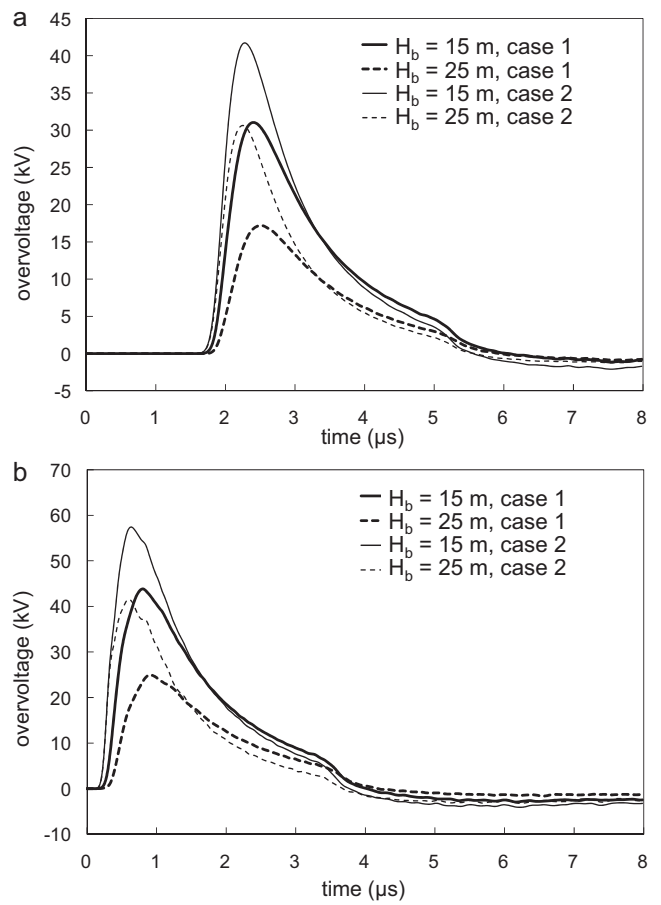 a
45
40
35
30
25
20
15
10
5
0
-5
overvoltage (kV)
H_b = 15 m, case 1
H_b = 25 m, case 1
H_b = 15 m, case 2
H_b = 25 m, case 2
0 1 2 3 4 5 6 7 8
time (µs)
b
70
60
50
40
30
20
10
0
-10
overvoltage (kV)
H_b = 15 m, case 1
H_b = 25 m, case 1
H_b = 15 m, case 2
H_b = 25 m, case 2
0 1 2 3 4 5 6 7 8
time (µs)